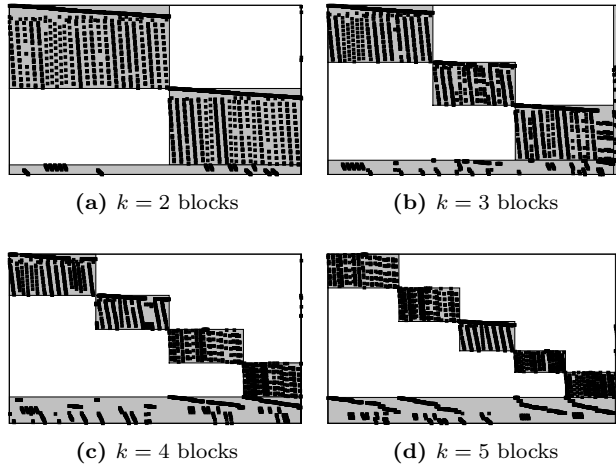 (a) k = 2 blocks
(b) k = 3 blocks
(c) k = 4 blocks
(d) k = 5 blocks